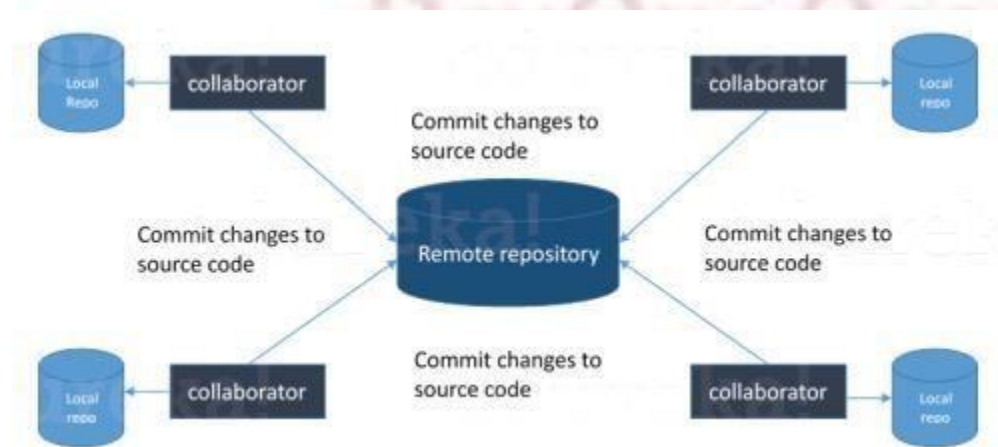 Local
Repo
collaborator
collaborator
Local
repo
Commit changes to
source code
Commit changes to
source code
Remote repository
Commit changes to
source code
Commit changes to
source code
Local
repo
collaborator
collaborator
Local
repo